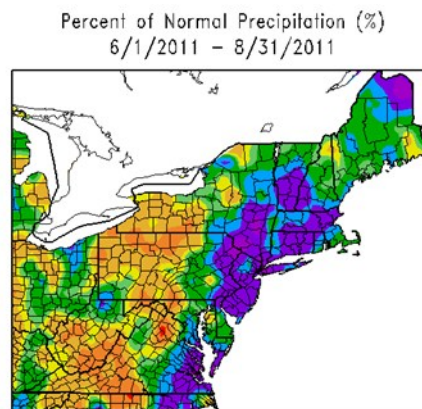 Percent of Normal Precipitation (%)
6/1/2011 – 8/31/2011